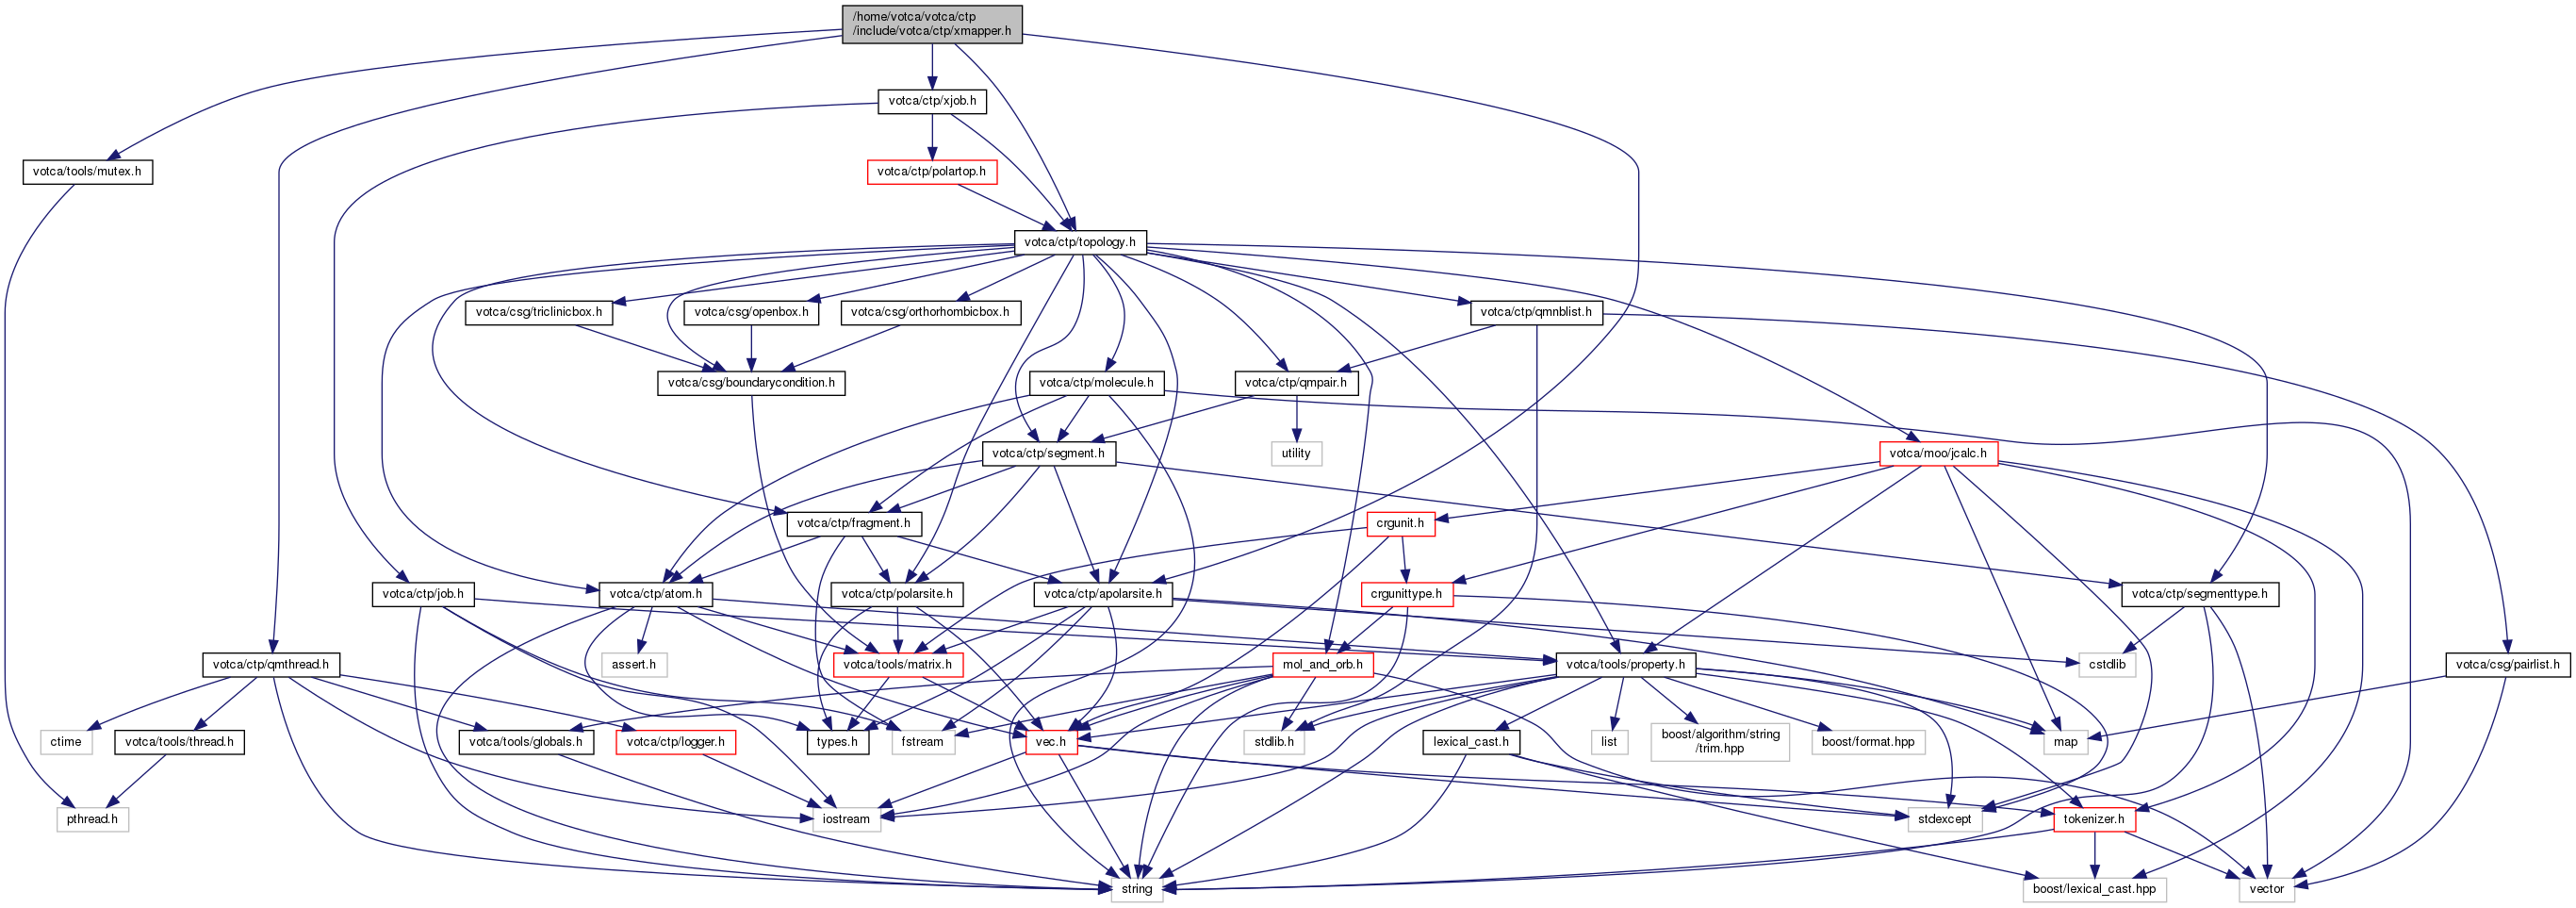 /home/votca/votca/ctp
/include/votca/ctp/xmapper.h
votca/ctp/xjob.h
votca/tools/mutex.h
votca/ctp/polartop.h
votca/ctp/topology.h
votca/csg/triclinicbox.h
votca/csg/openbox.h
votca/csg/orthorhombicbox.h
votca/ctp/qmnblist.h
votca/csg/boundarycondition.h
votca/ctp/molecule.h
votca/ctp/qmpair.h
votca/ctp/segment.h
utility
votca/moo/jcalc.h
votca/ctp/fragment.h
crgunit.h
votca/ctp/job.h
votca/ctp/atom.h
votca/ctp/polarsite.h
votca/ctp/apolarsite.h
crgunittype.h
votca/ctp/segmenttype.h
votca/ctp/qmthread.h
assert.h
votca/tools/matrix.h
mol_and_orb.h
votca/tools/property.h
cstdlib
votca/csg/pairlist.h
ctime
votca/tools/thread.h
votca/tools/globals.h
votca/ctp/logger.h
types.h
fstream
vec.h
stdlib.h
lexical_cast.h
list
boost/algorithm/string
/trim.hpp
boost/format.hpp
map
pthread.h
iostream
stdexcept
tokenizer.h
string
boost/lexical_cast.hpp
vector